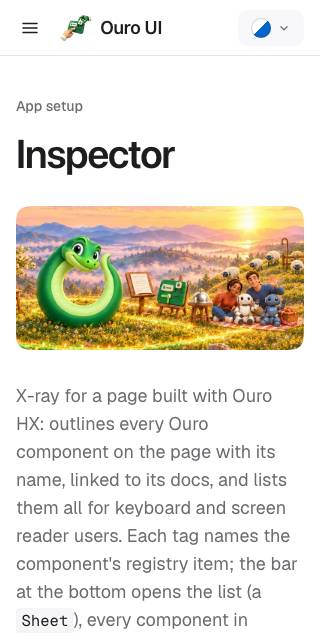 Ouro UI
App setup
Inspector
X-ray for a page built with Ouro
HX: outlines every Ouro
component on the page with its
name, linked to its docs, and lists
them all for keyboard and screen
reader users. Each tag names the
component's registry item; the bar
at the bottom opens the list (a
Sheet ), every component in